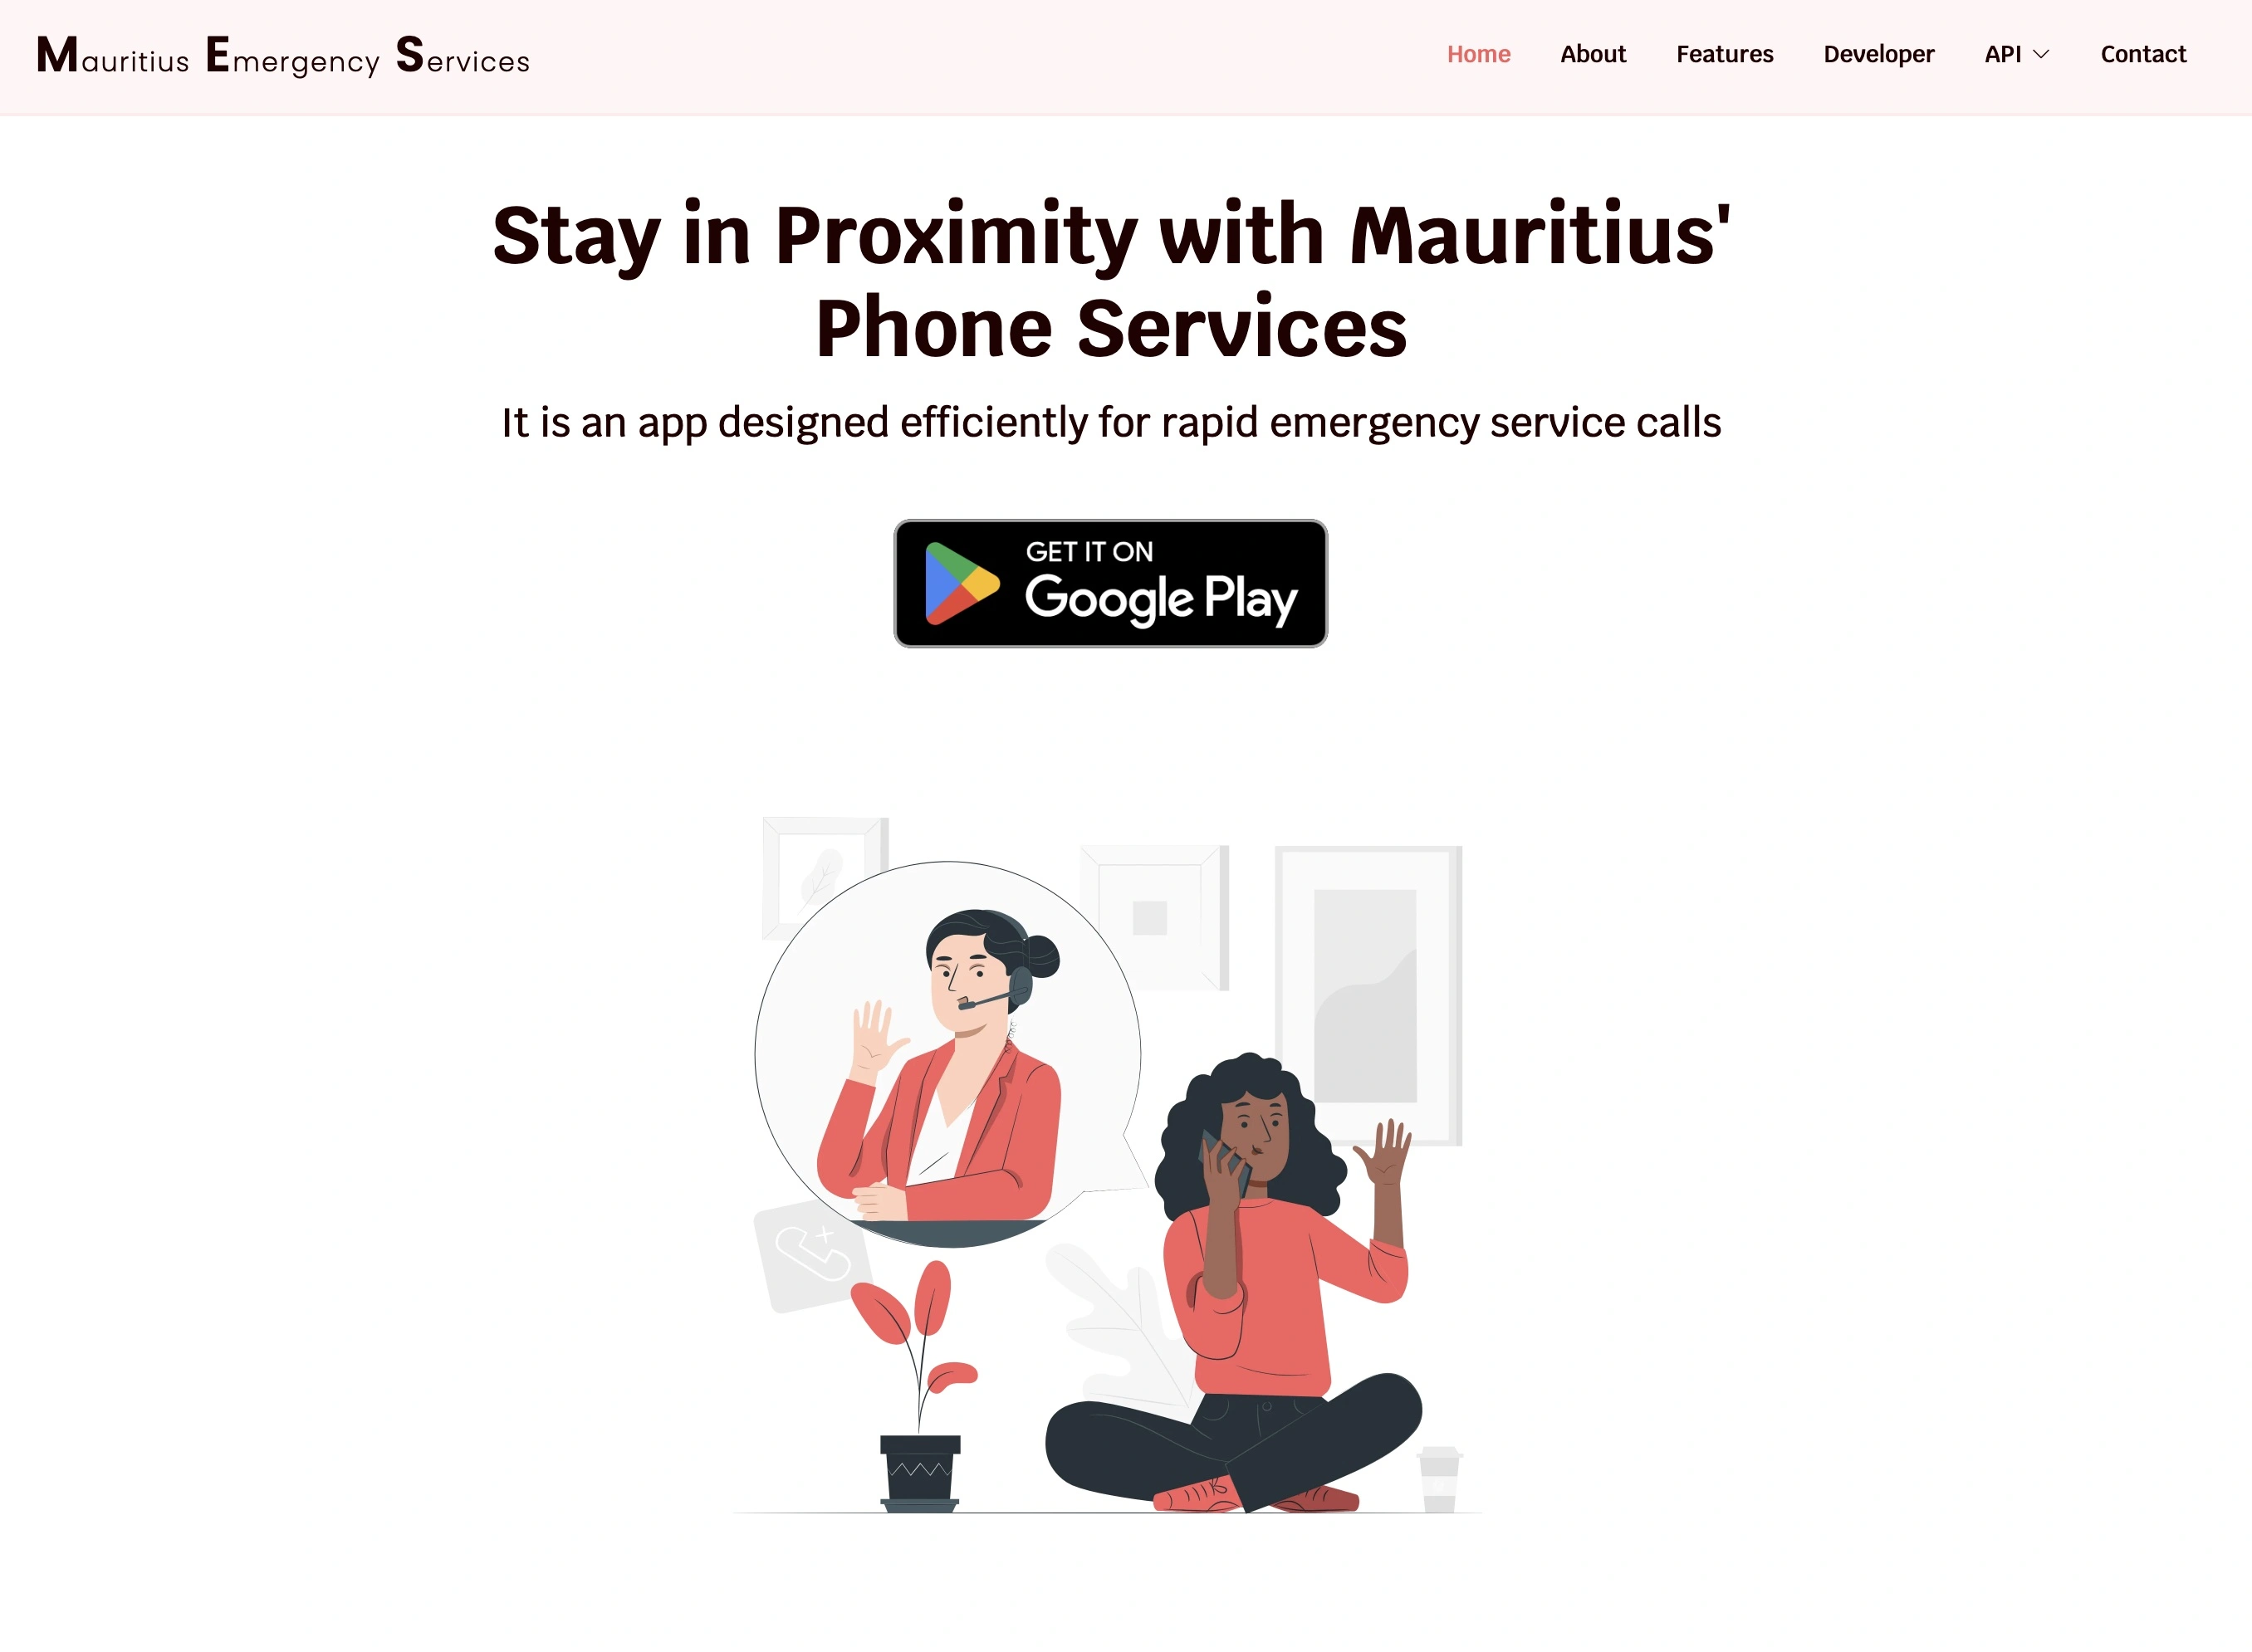 Mauritius Emergency Services
Home About Features Developer API Contact
Stay in Proximity with Mauritius'
Phone Services
It is an app designed efficiently for rapid emergency service calls
GET IT ON
Google Play